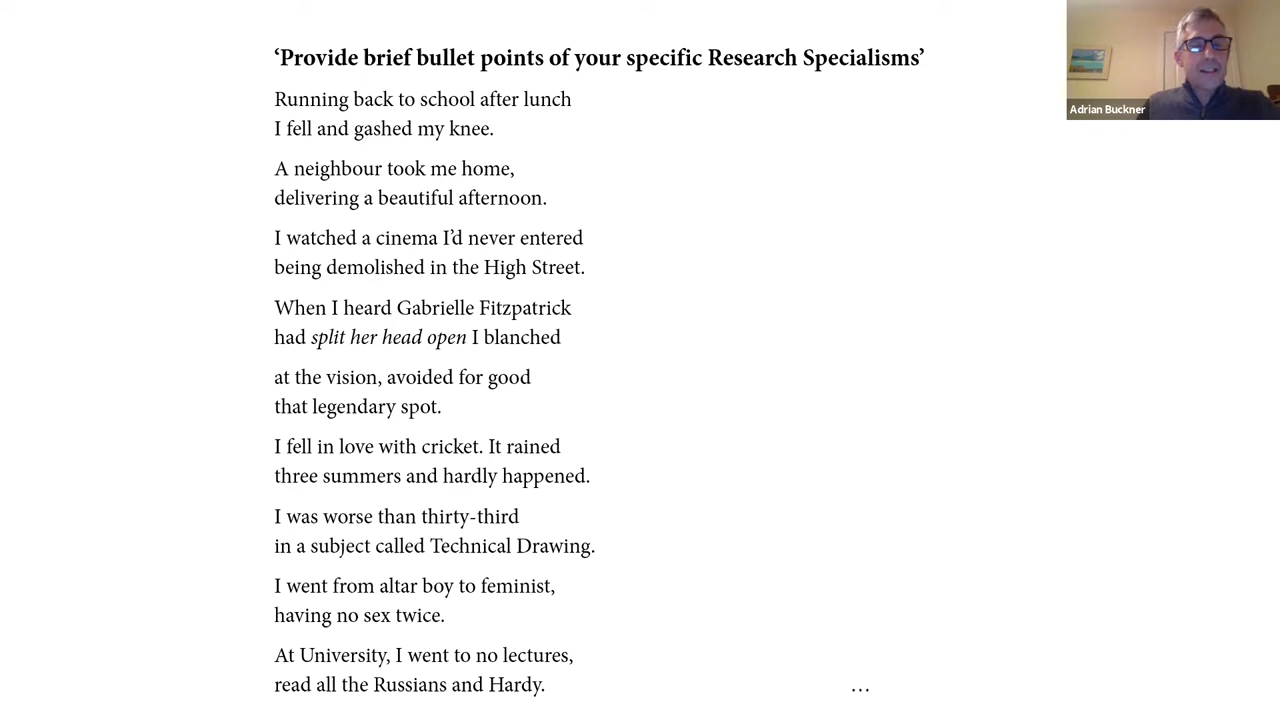 ‘Provide brief bullet points of your specific Research Specialisms’
Running back to school after lunch
I fell and gashed my knee.
A neighbour took me home,
delivering a beautiful afternoon.
I watched a cinema I’d never entered
being demolished in the High Street.
When I heard Gabrielle Fitzpatrick
had split her head open I blanched
at the vision, avoided for good
that legendary spot.
I fell in love with cricket. It rained
three summers and hardly happened.
I was worse than thirty-third
in a subject called Technical Drawing.
I went from altar boy to feminist,
having no sex twice.
At University, I went to no lectures,
read all the Russians and Hardy.
…
Adrian Buckner